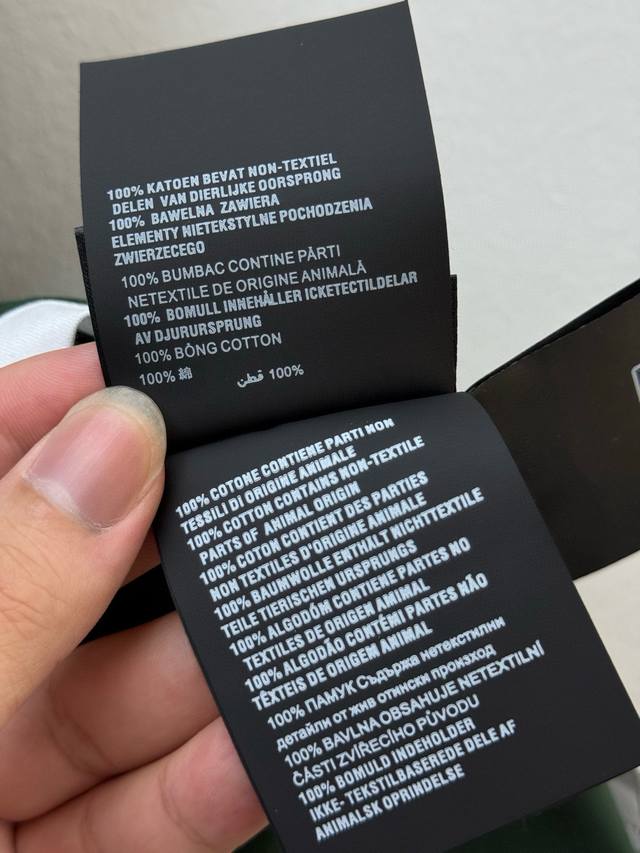 100% KATOEN BEVAT NON-TEXTIEL
DELEN VAN DIERLIJKE OORSPRONG
100% BAWELNA ZAWIERA
ELEMENTY NIETEKSTYLNE POCHODZENIA
ZWIERZECEGO
100% BUMBAC CONTINE PĂRTI
NETEXTILE DE ORIGINE ANIMALĂ
100% BOMULL INNEHÅLLER ICKETECTILDELAR
AV DJURURSPRUNG
100% BÒNG COTTON
100% 綿
100% قطن
100% COTONE CONTIENE PARTI NON
TESSILI DI ORIGINE ANIMALE
100% COTTON CONTAINS NON-TEXTILE
PARTS OF ANIMAL ORIGIN
100% COTON CONTIENT DES PARTIES
NON TEXTILES D'ORIGINE ANIMALE
100% BAUMWOLLE ENTHÄLT NICHTTEXTILE
TEILE TIERISCHEN URSPRUNGS
100% ALGODÓM CONTIENE PARTES NO
TEXTILES DE ORIGEN ANIMAL
100% ALGODÃO CONTÊMI PARTES NÃO
TÊXTEIS DE ORIGEM ANIMAL
100% ПАМУК Съдържа нетекстилни
детайли от жив отински произход
100% BAVLNA OBSAHUJE NETEXTILNÍ
ČÁSTI ZVÍŘECÍHO PŮVODU
100% BOMULD INDEHOLDER
IKKE- TEKSTILBASEREDE DELE AF
ANIMALSK OPRINDELSE